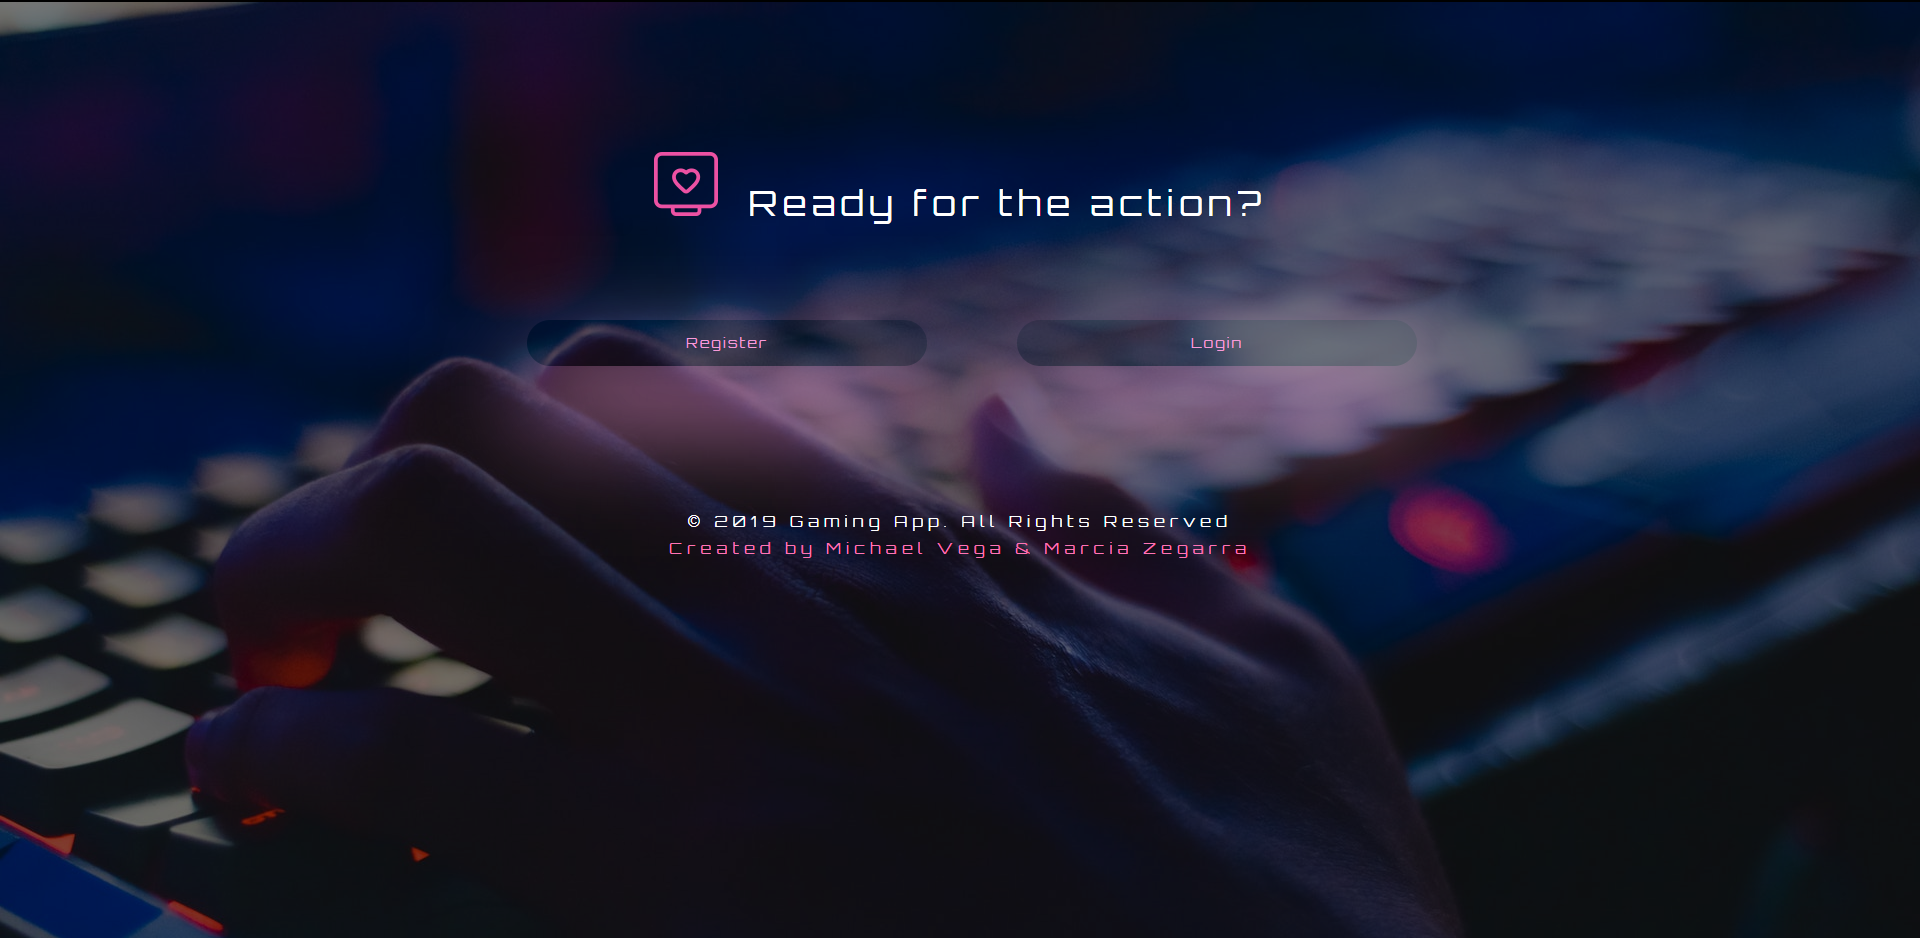 Ready for the action?
Register
Login
© 2019 Gaming App. All Rights Reserved
Created by Michael Vega & Marcia Zegarra